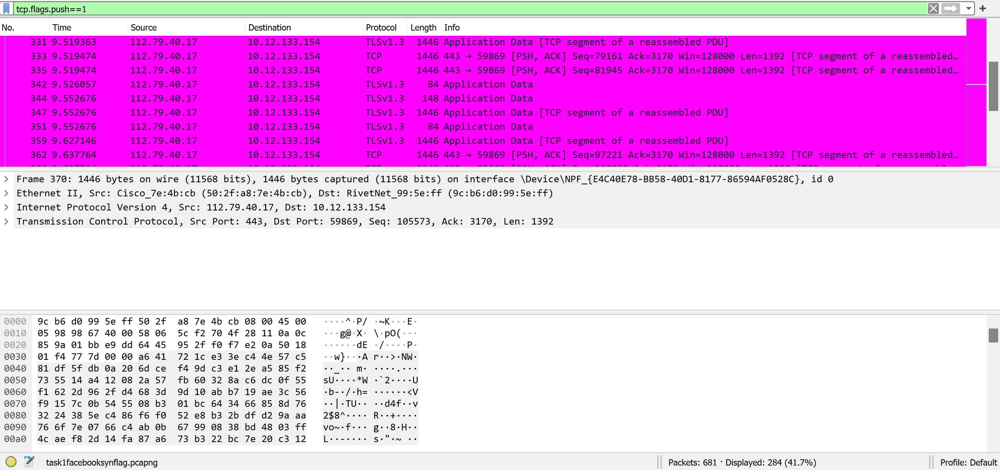 tcp.flags.push==1
No. Time Source Destination Protocol Length Info
331 9.519363 112.79.40.17 10.12.133.154 TLSv1.3 1446 Application Data [TCP segment of a reassembled PDU]
333 9.519474 112.79.40.17 10.12.133.154 TCP 1446 443 → 59869 [PSH, ACK] Seq=79161 Ack=3170 Win=128000 Len=1392 [TCP segment of a reassembled…
335 9.519474 112.79.40.17 10.12.133.154 TCP 1446 443 → 59869 [PSH, ACK] Seq=81945 Ack=3170 Win=128000 Len=1392 [TCP segment of a reassembled…
342 9.526057 112.79.40.17 10.12.133.154 TLSv1.3 84 Application Data
344 9.552676 112.79.40.17 10.12.133.154 TLSv1.3 148 Application Data
347 9.552676 112.79.40.17 10.12.133.154 TLSv1.3 1446 Application Data [TCP segment of a reassembled PDU]
351 9.552676 112.79.40.17 10.12.133.154 TLSv1.3 84 Application Data
359 9.627146 112.79.40.17 10.12.133.154 TLSv1.3 1446 Application Data [TCP segment of a reassembled PDU]
362 9.637764 112.79.40.17 10.12.133.154 TCP 1446 443 → 59869 [PSH, ACK] Seq=97221 Ack=3170 Win=128000 Len=1392 [TCP segment of a reassembled…
Frame 370: 1446 bytes on wire (11568 bits), 1446 bytes captured (11568 bits) on interface \Device\NPF_{E4C40E78-BB58-40D1-8177-86594AF0528C}, id 0
Ethernet II, Src: Cisco_7e:4b:cb (50:2f:a8:7e:4b:cb), Dst: RivetNet_99:5e:ff (9c:b6:d0:99:5e:ff)
Internet Protocol Version 4, Src: 112.79.40.17, Dst: 10.12.133.154
Transmission Control Protocol, Src Port: 443, Dst Port: 59869, Seq: 105573, Ack: 3170, Len: 1392
0000 9c b6 d0 99 5e ff 50 2f a8 7e 4b cb 08 00 45 00 ····^·P/ ·~K···E·
0010 05 98 98 67 40 00 58 06 5c f2 70 4f 28 11 0a 0c ···g@·X· \·pO(···
0020 85 9a 01 bb e9 dd 64 45 95 2f f0 f7 e2 0a 50 18 ······dE ·/····P·
0030 01 f4 77 7d 00 00 a6 41 72 1c e3 3e c4 4e 57 c5 ··w}···A r··>·NW·
0040 81 df 5f db 0a 20 6d ce f4 9d c3 e1 2e a5 85 f2 ··_·· m· ····.···
0050 73 55 14 a4 12 08 2a 57 fb 60 32 8a c6 dc 0f 55 sU····*W ·`2····U
0060 f1 62 2d 96 2f d4 68 3d 9d 10 ab b7 19 ae 3c 56 ·b-·/·h= ······<V
0070 f9 15 7c 0b 54 55 08 b3 01 bc 64 34 66 85 8d 76 ··|·TU·· ··d4f··v
0080 32 24 38 5e c4 86 f6 f0 52 e8 b3 2b df d2 9a aa 2$8^···· R··+····
0090 76 6f 7e 07 66 c4 ab 0b 67 99 08 38 bd 48 03 ff vo~·f··· g··8·H··
00a0 4c ae f8 2d 14 fa 87 a6 73 b3 22 bc 7e 20 c3 12 L··-···· s·"·~ ··
task1facebooksynflag.pcapng Packets: 681 · Displayed: 284 (41.7%) Profile: Default